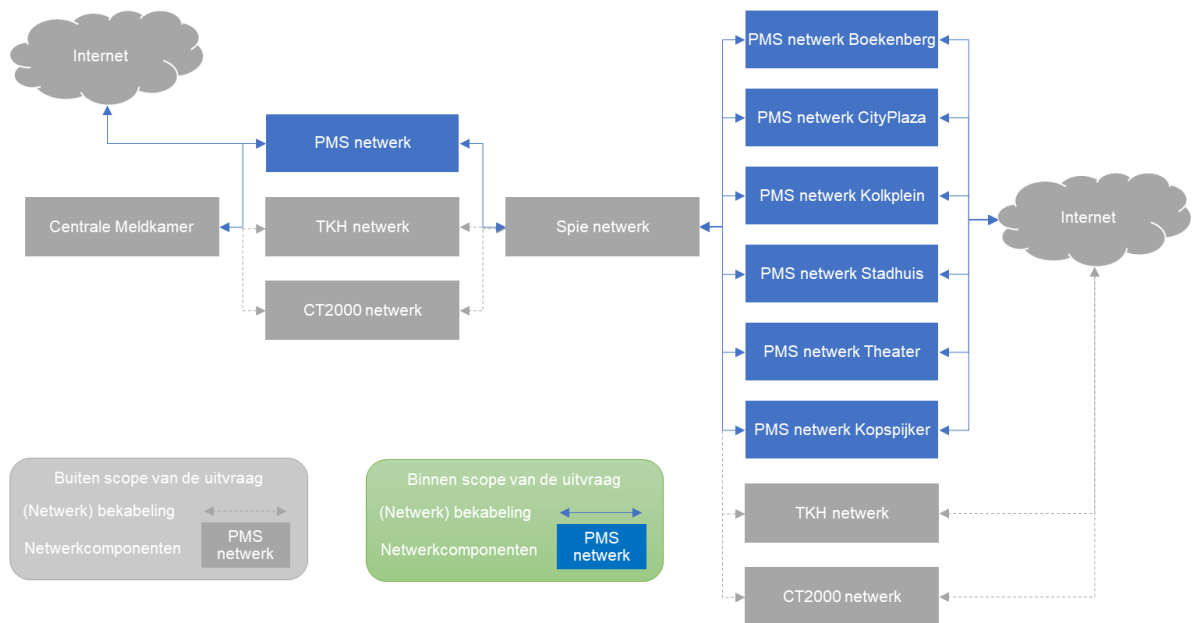 Internet
PMS netwerk
Centrale Meldkamer
TKH netwerk
CT2000 netwerk
Spie netwerk
PMS netwerk Boekenberg
PMS netwerk CityPlaza
PMS netwerk Kolkplein
PMS netwerk Stadhuis
PMS netwerk Theater
PMS netwerk Kopspijker
TKH netwerk
CT2000 netwerk
Internet
Buiten scope van de uitvraag
(Netwerk) bekabeling
Netwerkcomponenten
PMS
netwerk
Binnen scope van de uitvraag
(Netwerk) bekabeling
Netwerkcomponenten
PMS
netwerk